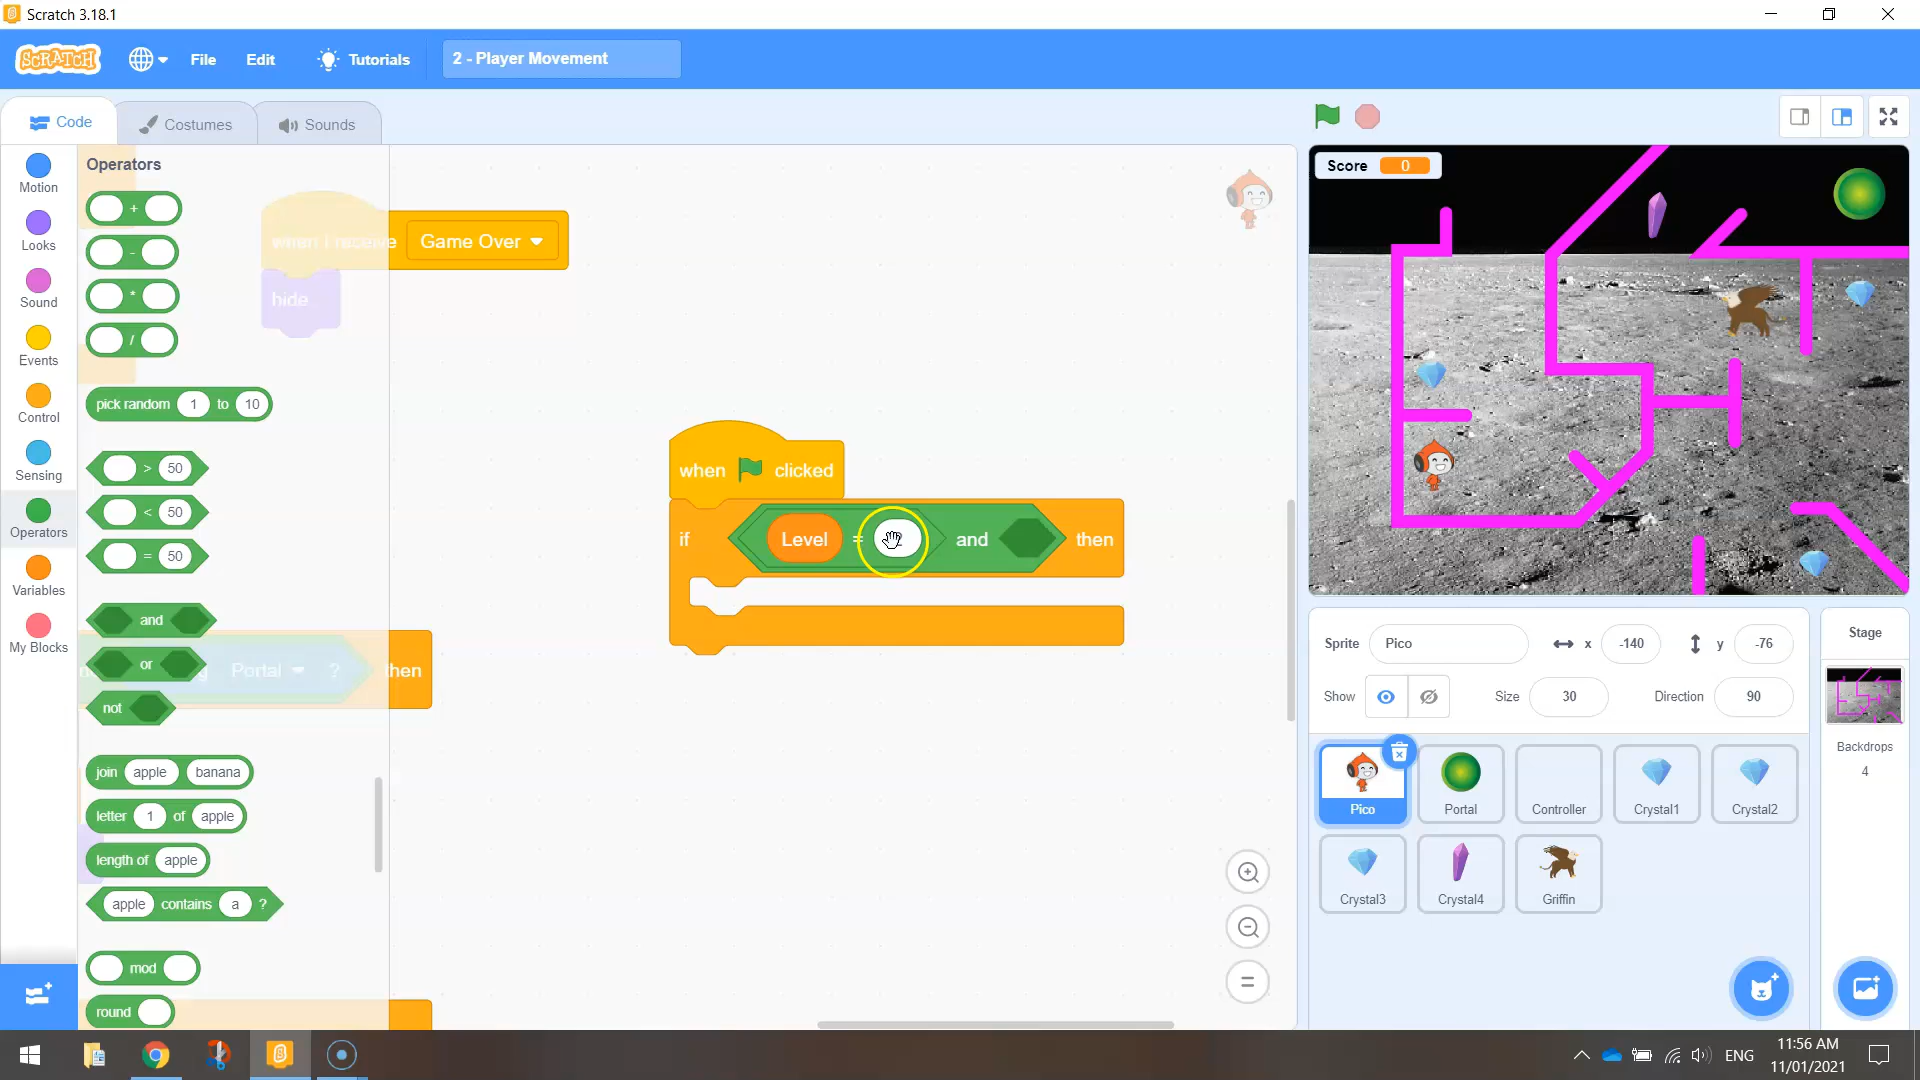 Scratch 3.18.1
SCRATCH
File
Edit
Tutorials
2 - Player Movement
Code
Costumes
Sounds
Motion
Looks
Sound
Events
Control
Sensing
Operators
Variables
My Blocks
Operators
+
-
*
/
pick random 1 to 10
> 50
< 50
= 50
and
or
not
join apple banana
letter 1 of apple
length of apple
apple contains a ?
mod
round
when I receive Game Over
hide
Portal ? then
when clicked
if Level = and then
Score 0
Sprite Pico x -140 y -76
Show Size 30 Direction 90
Pico
Portal
Controller
Crystal1
Crystal2
Crystal3
Crystal4
Griffin
Stage
Backdrops
4
ENG
11:56 AM
11/01/2021